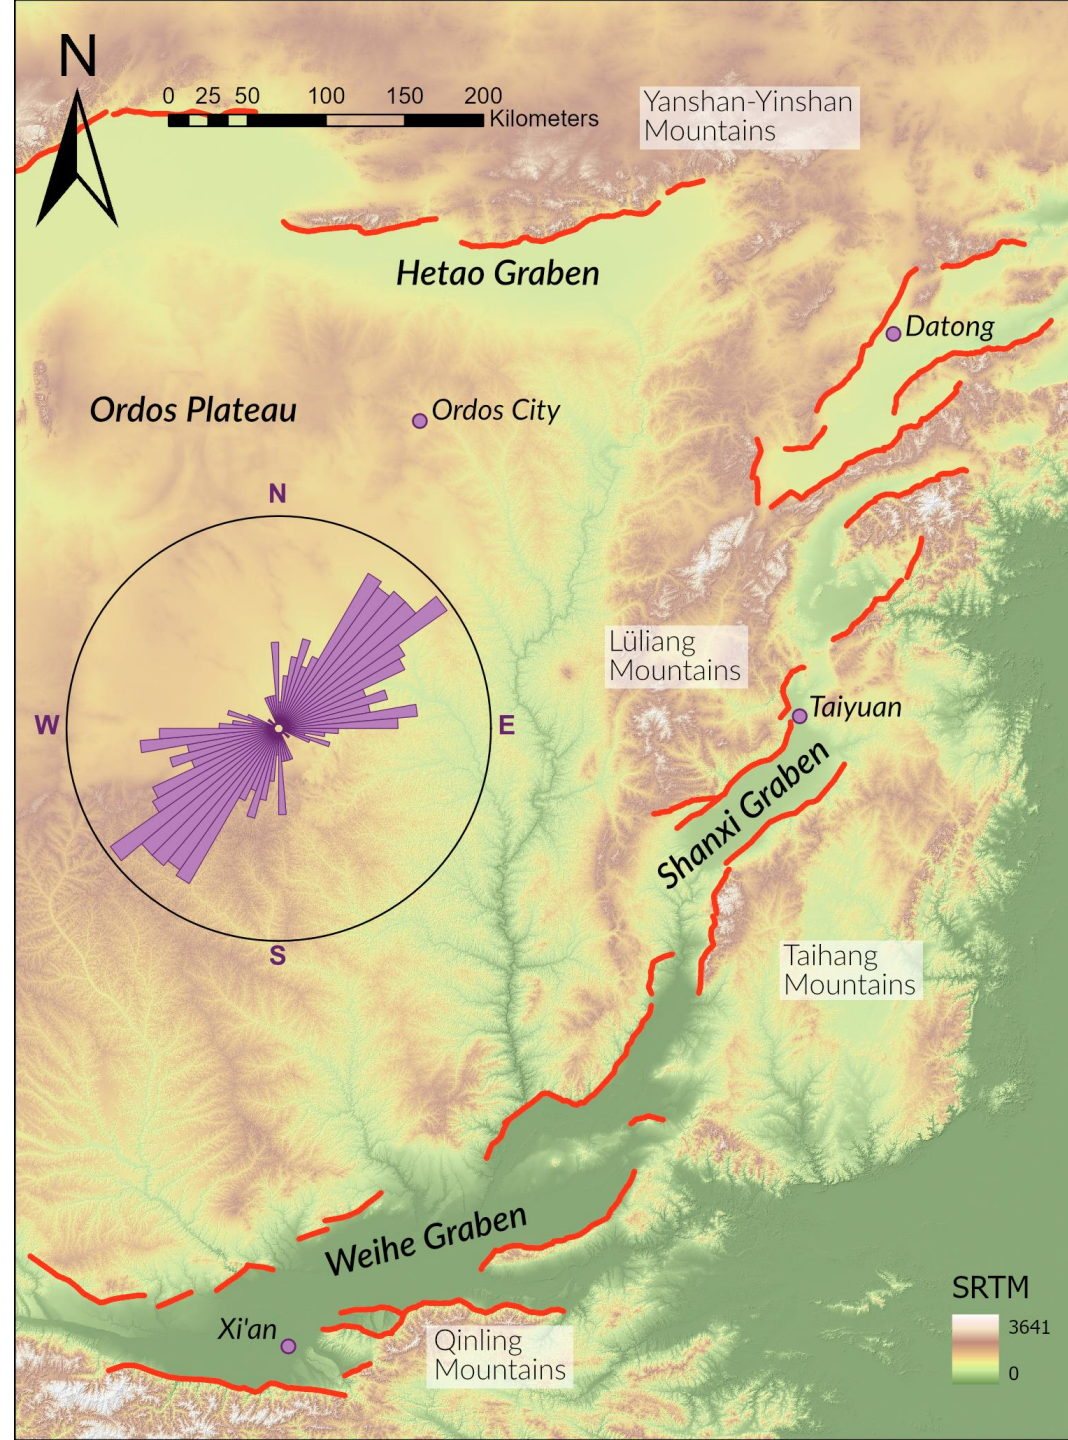 N
0 25 50 100 150 200
Kilometers
Yanshan-Yinshan
Mountains
Hetao Graben
Datong
Ordos Plateau
Ordos City
N
W
E
S
Lüliang
Mountains
Taiyuan
Shanxi Graben
Taihang
Mountains
Weihe Graben
Xi'an
Qinling
Mountains
SRTM
3641
0